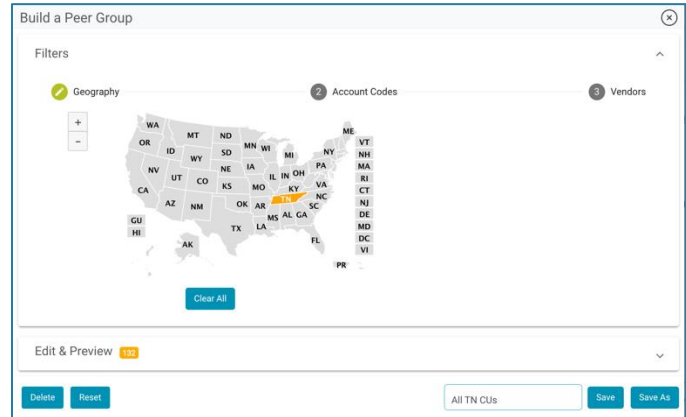 Build a Peer Group
Filters
Geography 2 Account Codes 3 Vendors
+
-
WA MT ND ME
OR ID SD MN WI MI NY VT
WY NH
NV NE IA PA MA
UT CO IL IN OH RI
CA KS MO KY VA CT
AZ NM OK AR TN NC NJ
SC
MS AL GA DE
GU TX LA MD
HI FL DC
AK VI
PR
Clear All
Edit & Preview 132
Delete Reset All TN CUs Save Save As